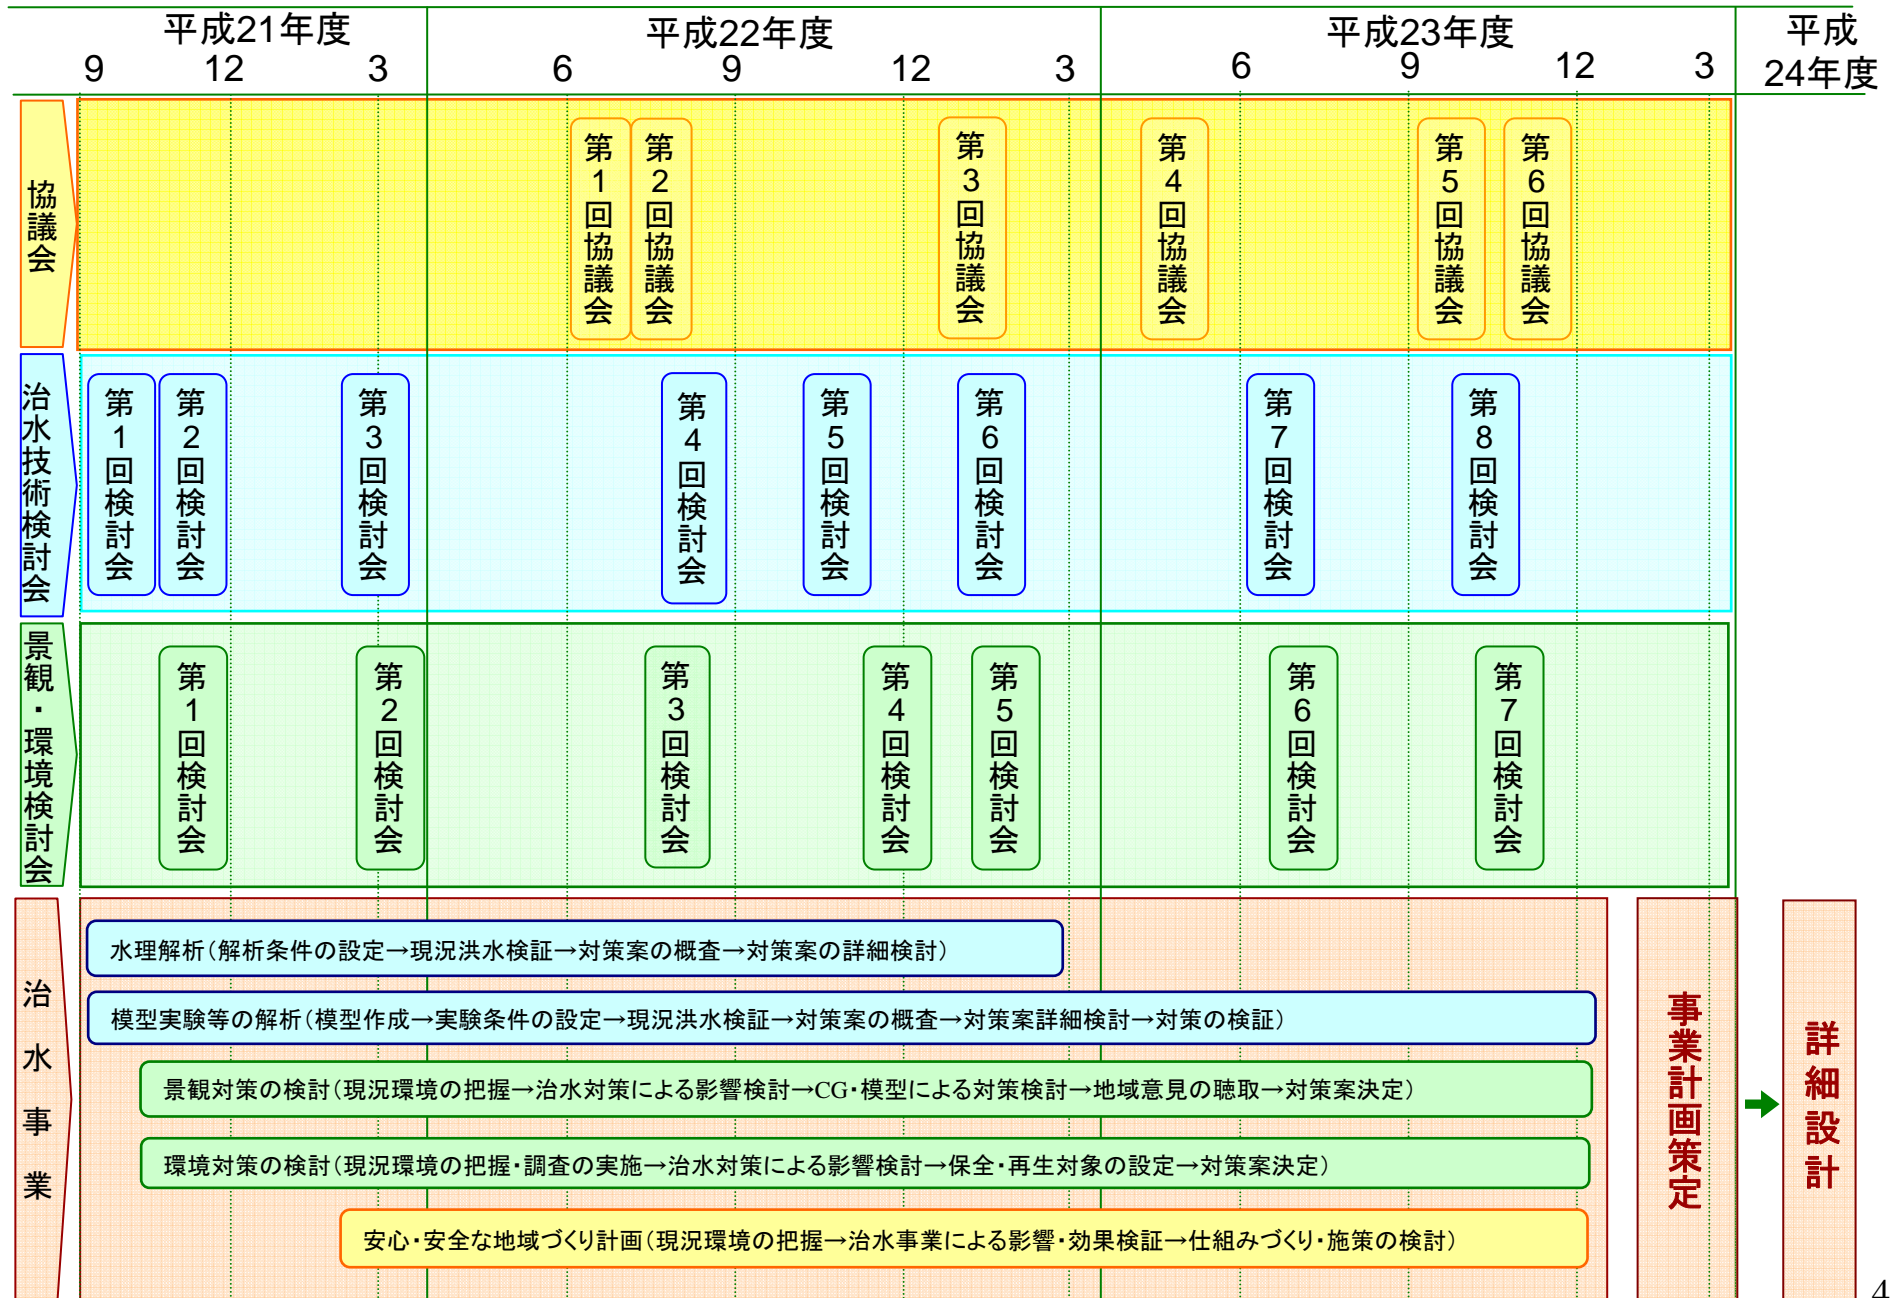 平成21年度
平成22年度
平成23年度
平成
24年度
9
12
3
6
9
12
3
6
9
12
3
協議会
第1回協議会
第2回協議会
第3回協議会
第4回協議会
第5回協議会
第6回協議会
治水技術検討会
第1回検討会
第2回検討会
第3回検討会
第4回検討会
第5回検討会
第6回検討会
第7回検討会
第8回検討会
景観・環境検討会
第1回検討会
第2回検討会
第3回検討会
第4回検討会
第5回検討会
第6回検討会
第7回検討会
治水事業
水理解析(解析条件の設定→現況洪水検証→対策案の概査→対策案の詳細検討)
模型実験等の解析(模型作成→実験条件の設定→現況洪水検証→対策案の概査→対策案詳細検討→対策の検証)
景観対策の検討(現況環境の把握→治水対策による影響検討→CG・模型による対策検討→地域意見の聴取→対策案決定)
環境対策の検討(現況環境の把握・調査の実施→治水対策による影響検討→保全・再生対象の設定→対策案決定)
安心・安全な地域づくり計画(現況環境の把握→治水事業による影響・効果検証→仕組みづくり・施策の検討)
事業計画策定
詳細設計
4